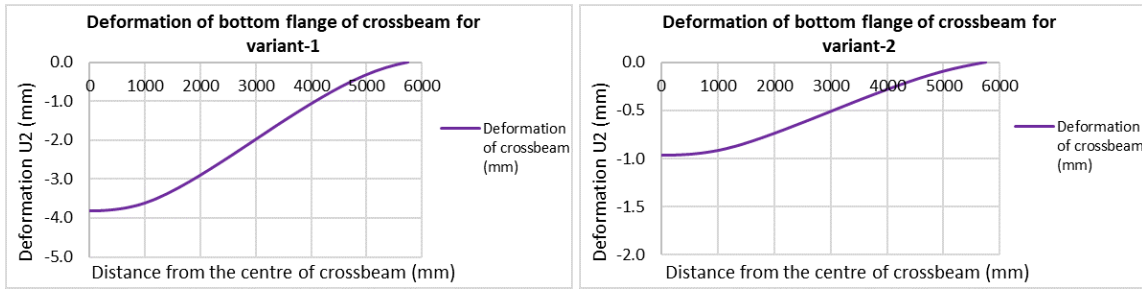 Deformation of bottom flange of crossbeam for
variant-1
0.0
-1.0
-2.0
-3.0
-4.0
-5.0
0 1000 2000 3000 4000 5000 6000
Deformation U2 (mm)
Distance from the centre of crossbeam (mm)
Deformation
of crossbeam
(mm)
Deformation of bottom flange of crossbeam for
variant-2
0.0
-0.5
-1.0
-1.5
-2.0
0 1000 2000 3000 4000 5000 6000
Deformation U2 (mm)
Distance from the centre of crossbeam (mm)
Deformation
of crossbeam
(mm)